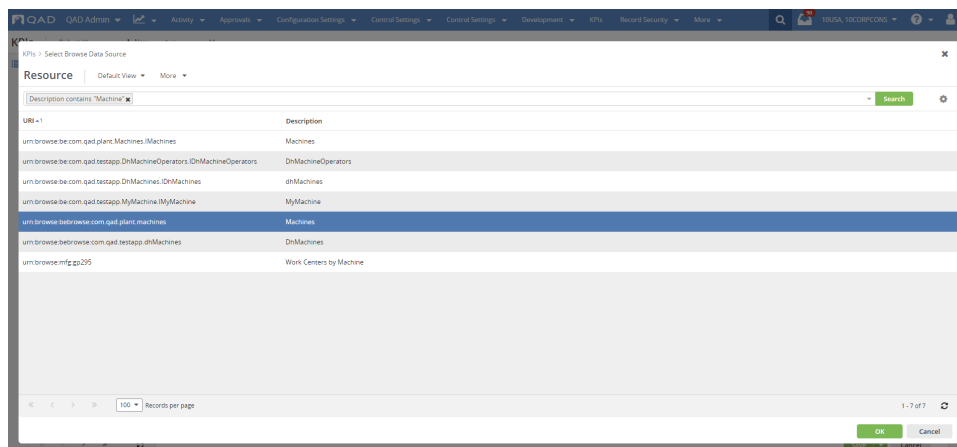 QAD QAD Admin Activity Approvals Configuration Settings Control Settings Control Settings Development KPIs Record Security More 10USA, 10CORPCONS
KPIs > Select Browse Data Source
Resource Default View More
Description contains "Machine" Search
URI 1 Description
urn:browse:be:com.qad.plant.Machines.IMachines Machines
urn:browse:be:com.qad.testapp.DhMachineOperators.IDhMachineOperators DhMachineOperators
urn:browse:be:com.qad.testapp.DhMachines.IDhMachines dhMachines
urn:browse:be:com.qad.testapp.MyMachine.IMyMachine MyMachine
urn:browse:bebrowse:com.qad.plant.machines Machines
urn:browse:bebrowse:com.qad.testapp.dhMachines DhMachines
urn:browse:mfg:gp295 Work Centers by Machine
100 Records per page 1 - 7 of 7
OK Cancel